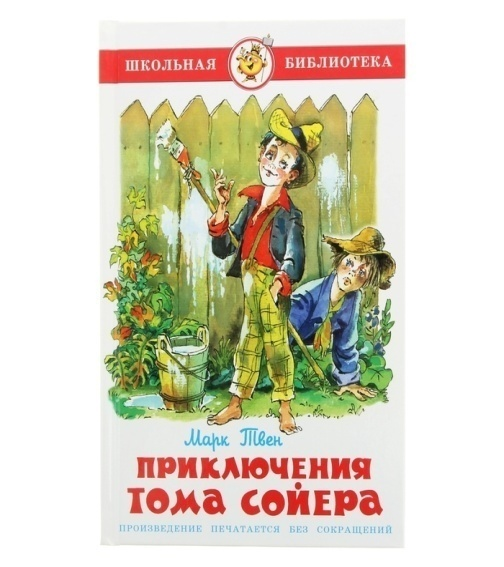 ШКОЛЬНАЯ БИБЛИОТЕКА
Марк Твен
ПРИКЛЮЧЕНИЯ
ТОМА СОЙЕРА
ПРОИЗВЕДЕНИЕ ПЕЧАТАЕТСЯ БЕЗ СОКРАЩЕНИЙ